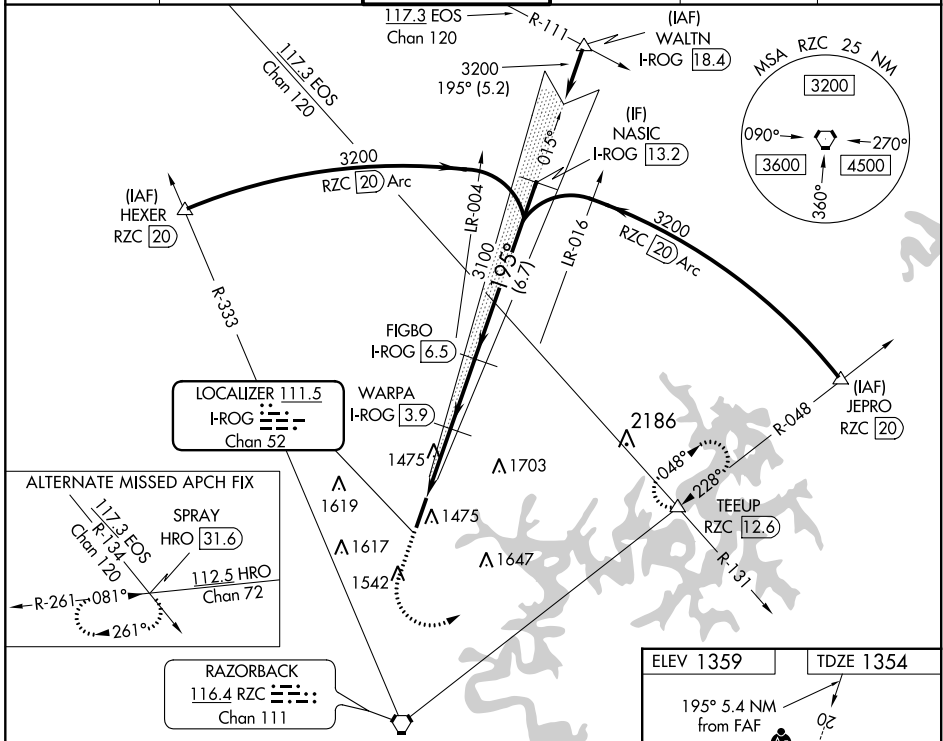 117.3 EOS
Chan 120
R-111
(IAF)
WALTN
I-ROG 18.4
3200
195° (5.2)
MSA RZC 25 NM
3200
090°
270°
3600
4500
360°
117.3 EOS
Chan 120
015°
(IF)
NASIC
I-ROG 13.2
3200
RZC 20 Arc
(IAF)
HEXER
RZC 20
LR-004
3100
195°
(6.7)
LR-016
3200
RZC 20 Arc
R-333
FIGBO
I-ROG 6.5
LOCALIZER 111.5
I-ROG
Chan 52
WARPA
I-ROG 3.9
(IAF)
JEPRO
RZC 20
R-048
2186
1475
1703
048°
228°
ALTERNATE MISSED APCH FIX
117.3 EOS
R-134
Chan 120
SPRAY
HRO 31.6
112.5 HRO
Chan 72
R-261
081°
261°
1619
1475
TEEUP
RZC 12.6
1617
1647
1542
R-131
RAZORBACK
116.4 RZC
Chan 111
ELEV 1359
TDZE 1354
195° 5.4 NM
from FAF
20